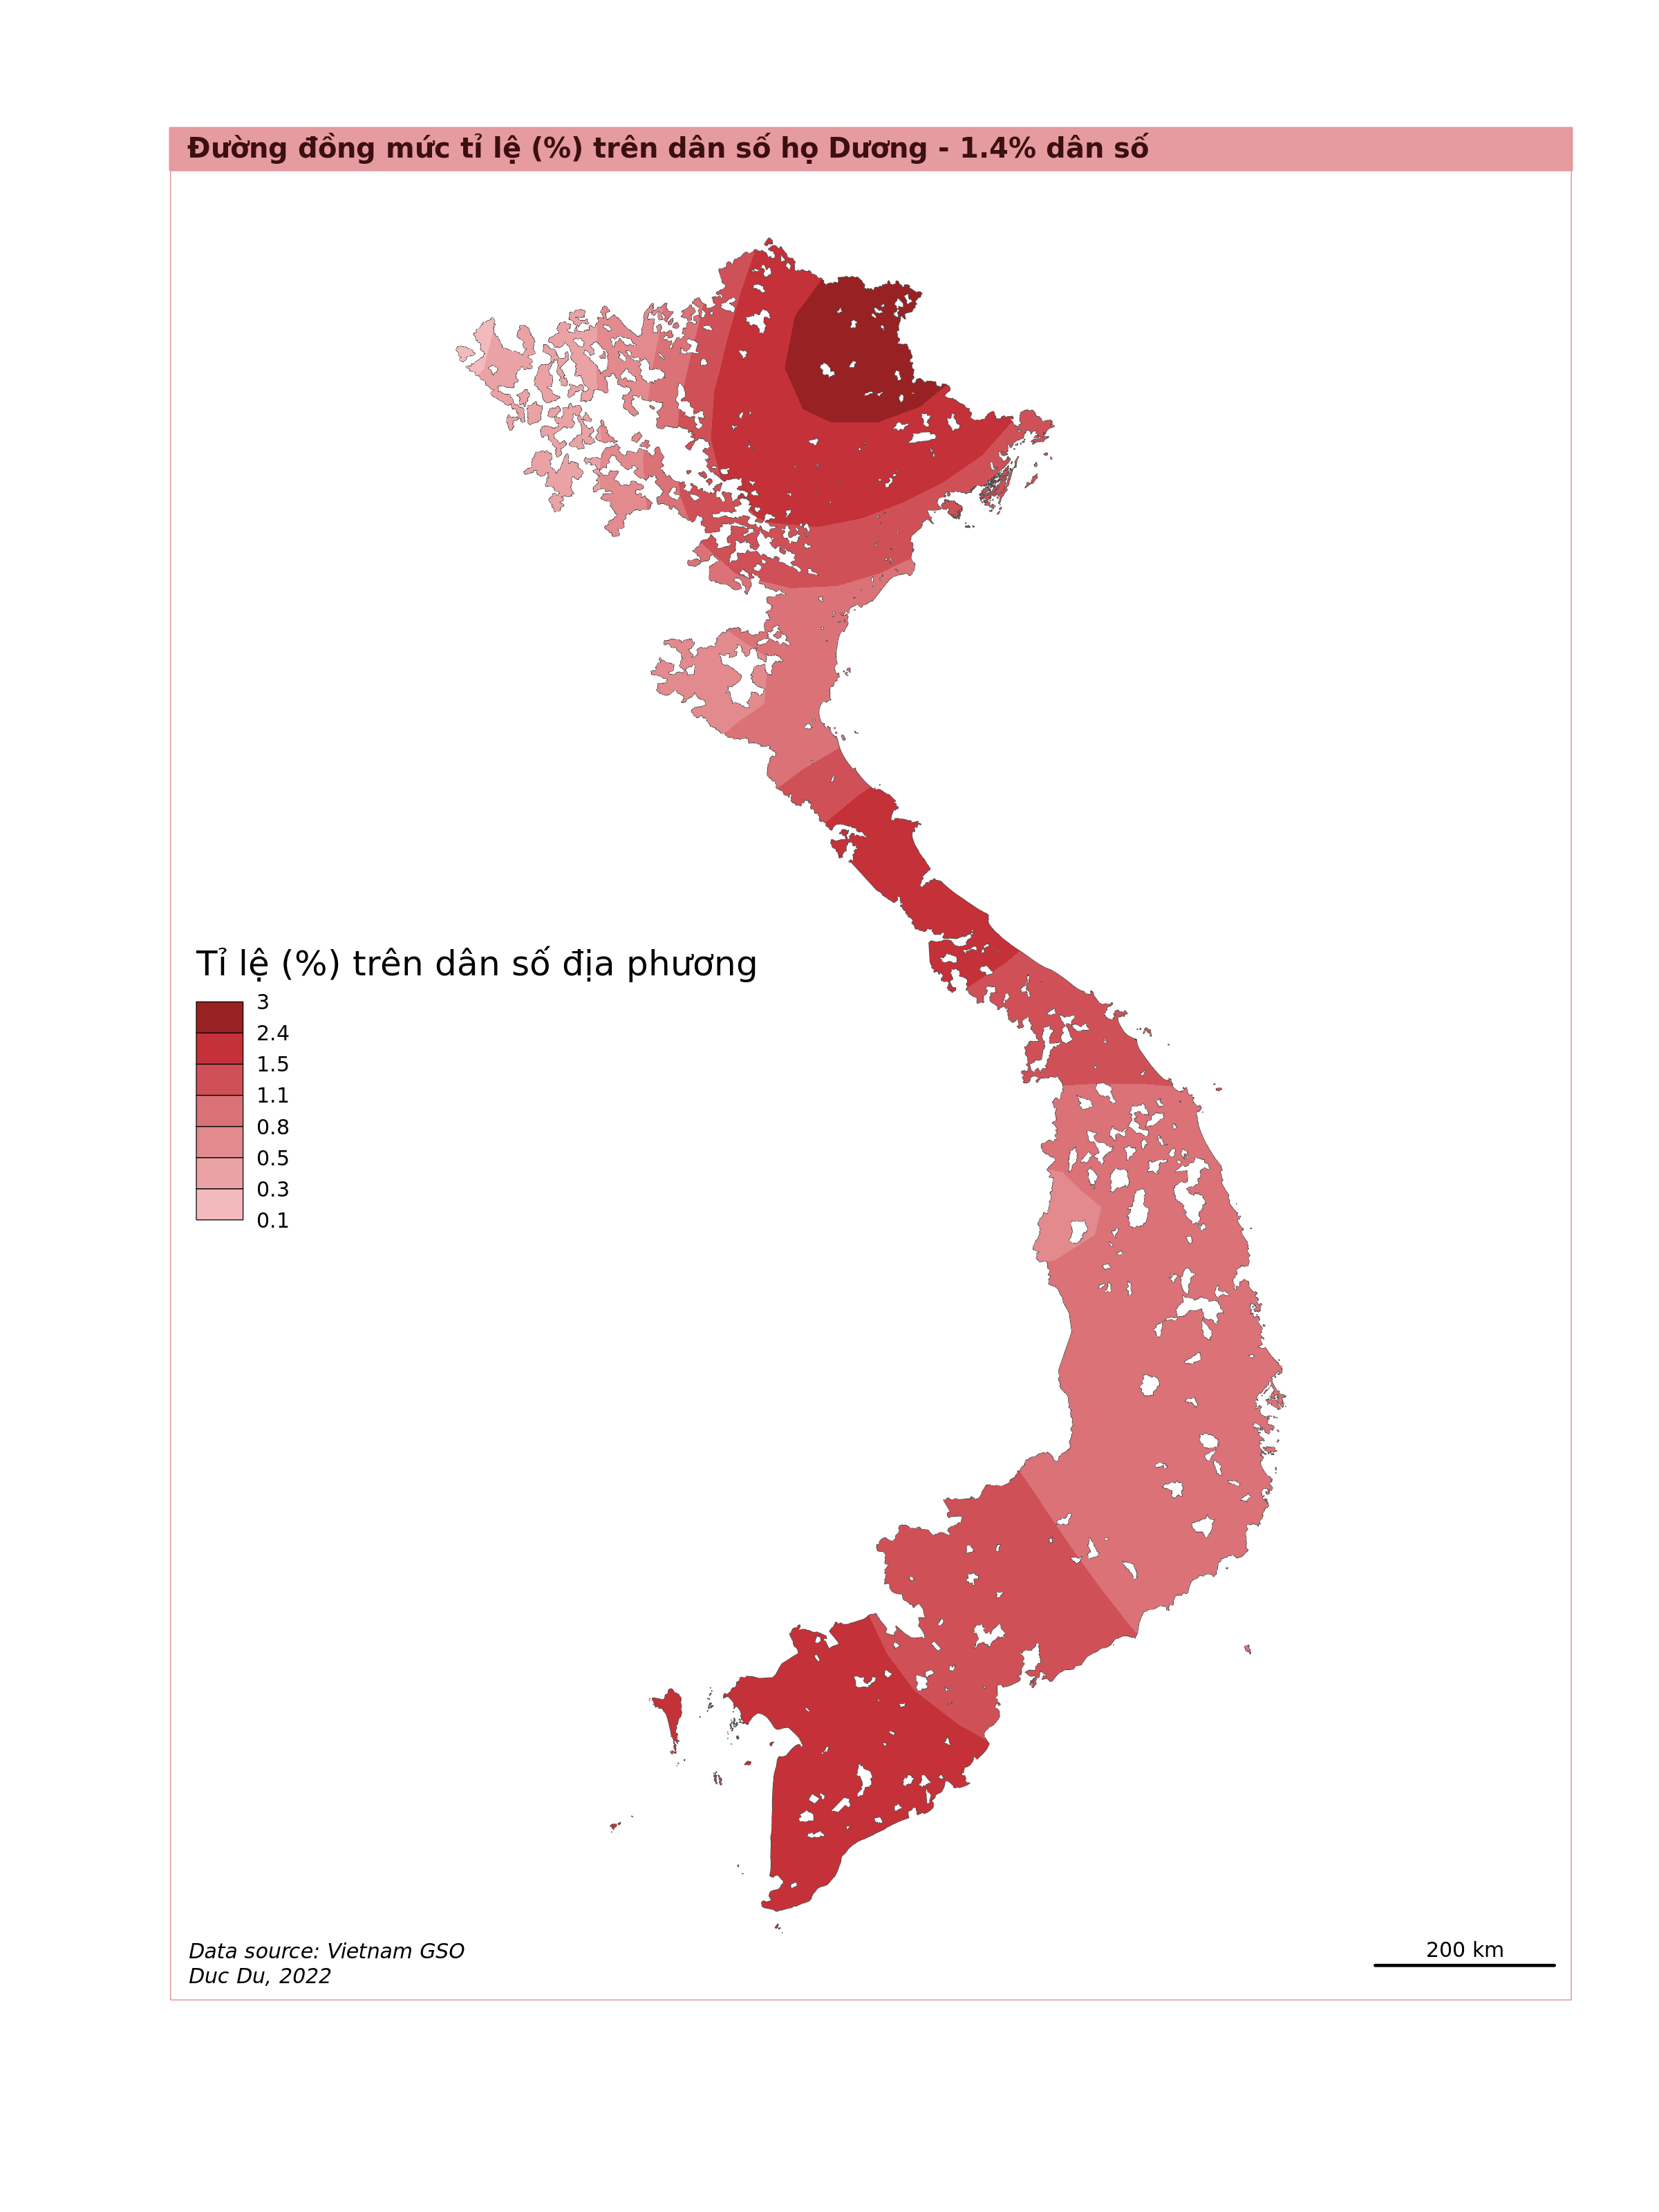 Đường đồng mức tỉ lệ (%) trên dân số họ Dương - 1.4% dân số
Tỉ lệ (%) trên dân số địa phương
3
2.4
1.5
1.1
0.8
0.5
0.3
0.1
Data source: Vietnam GSO
Duc Du, 2022
200 km